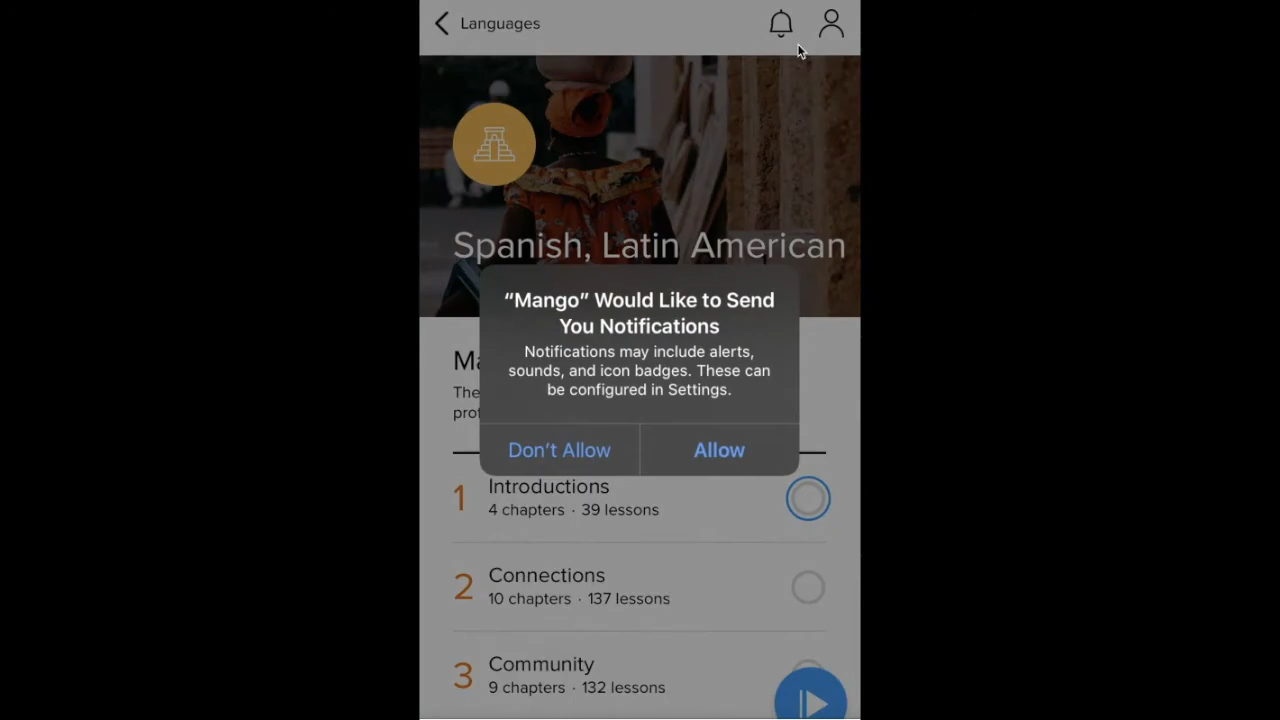 Languages
Spanish, Latin American
“Mango” Would Like to Send
You Notifications
Notifications may include alerts,
sounds, and icon badges. These can
be configured in Settings.
Don’t Allow
Allow
1
Introductions
4 chapters · 39 lessons
2
Connections
10 chapters · 137 lessons
3
Community
9 chapters · 132 lessons